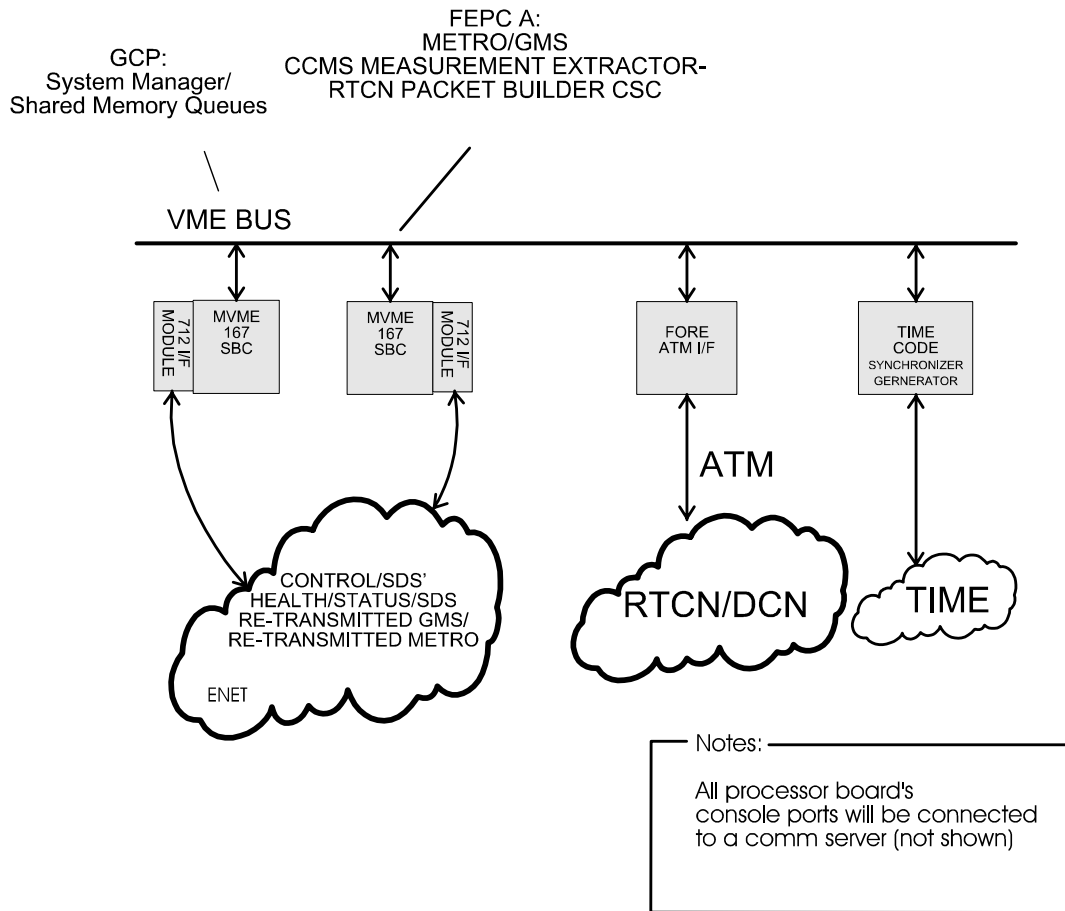 GCP:
System Manager/
Shared Memory Queues
FEPC A:
METRO/GMS
CCMS MEASUREMENT EXTRACTOR-
RTCN PACKET BUILDER CSC
VME BUS
712 I/F
MODULE
MVME
167
SBC
MVME
167
SBC
712 I/F
MODULE
FORE
ATM I/F
TIME
CODE
SYNCHRONIZER
GERNERATOR
ATM
CONTROL/SDS'
HEALTH/STATUS/SDS
RE-TRANSMITTED GMS/
RE-TRANSMITTED METRO
ENET
RTCN/DCN
TIME
Notes:
All processor board's
console ports will be connected
to a comm server (not shown)